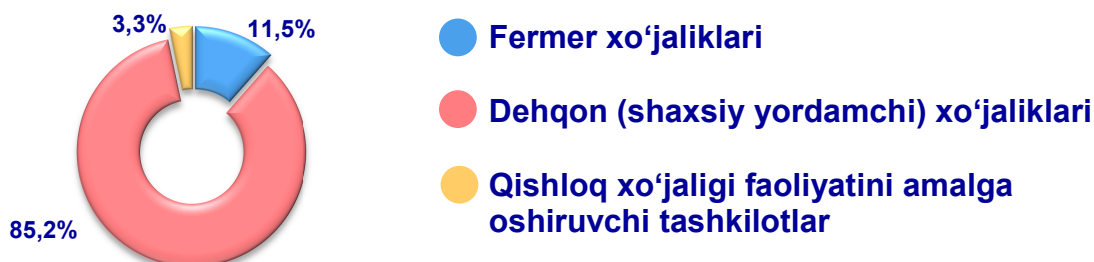 3,3%
11,5%
85,2%
Fermer xo‘jaliklari
Dehqon (shaxsiy yordamchi) xo‘jaliklari
Qishloq xo‘jaligi faoliyatini amalga
oshiruvchi tashkilotlar